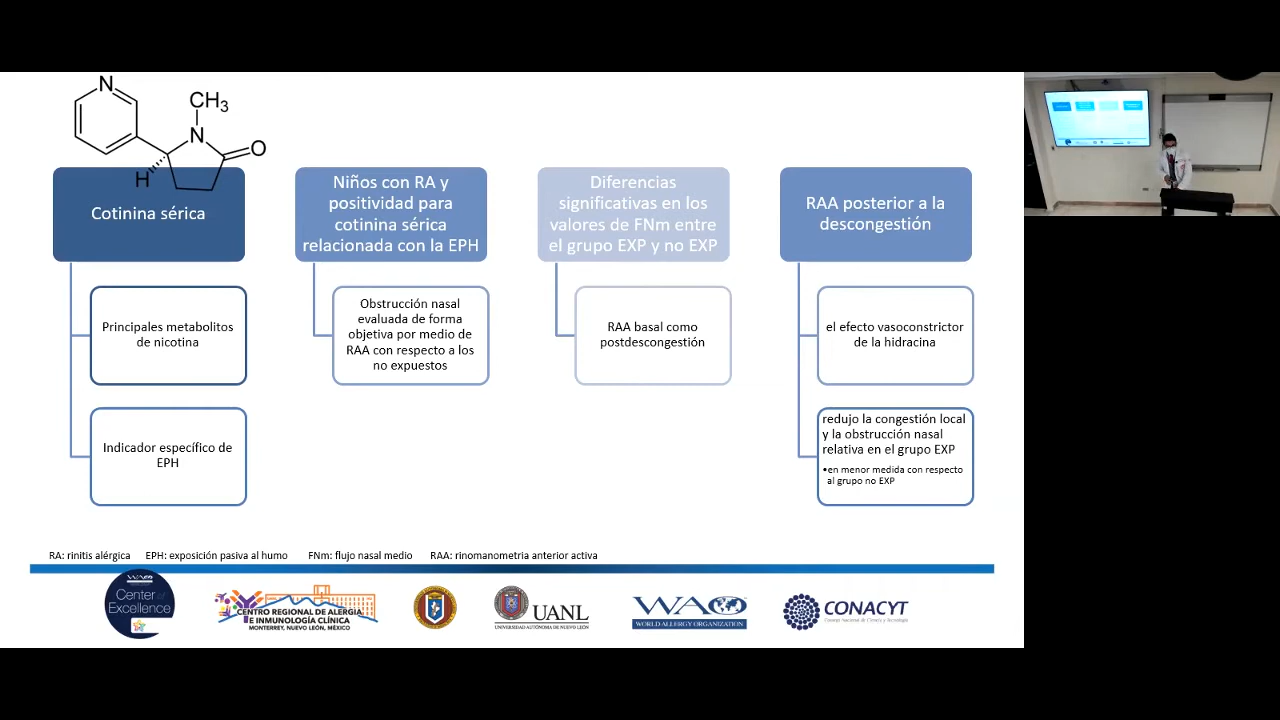 N
CH3
N
O
H
Cotinina sérica
Principales metabolitos
de nicotina
Indicador específico de
EPH
Niños con RA y
positividad para
cotinina sérica
relacionada con la EPH
Obstrucción nasal
evaluada de forma
objetiva por medio de
RAA con respecto a los
no expuestos
Diferencias
significativas en los
valores de FNm entre
el grupo EXP y no EXP
RAA basal como
postdescongestión
RAA posterior a la
descongestión
el efecto vasoconstrictor
de la hidracina
redujo la congestión local
y la obstrucción nasal
relativa en el grupo EXP
•en menor medida con respecto
al grupo no EXP
RA: rinitis alérgica EPH: exposición pasiva al humo FNm: flujo nasal medio RAA: rinomanometria anterior activa
WAO
Center of
Excellence
CENTRO REGIONAL DE ALERGIA
E INMUNOLOGÍA CLÍNICA
MONTERREY, NUEVO LEÓN, MÉXICO
UANL
UNIVERSIDAD AUTÓNOMA DE NUEVO LEÓN
WAO
WORLD ALLERGY ORGANIZATION
CONACYT
Consejo Nacional de Ciencia y Tecnología